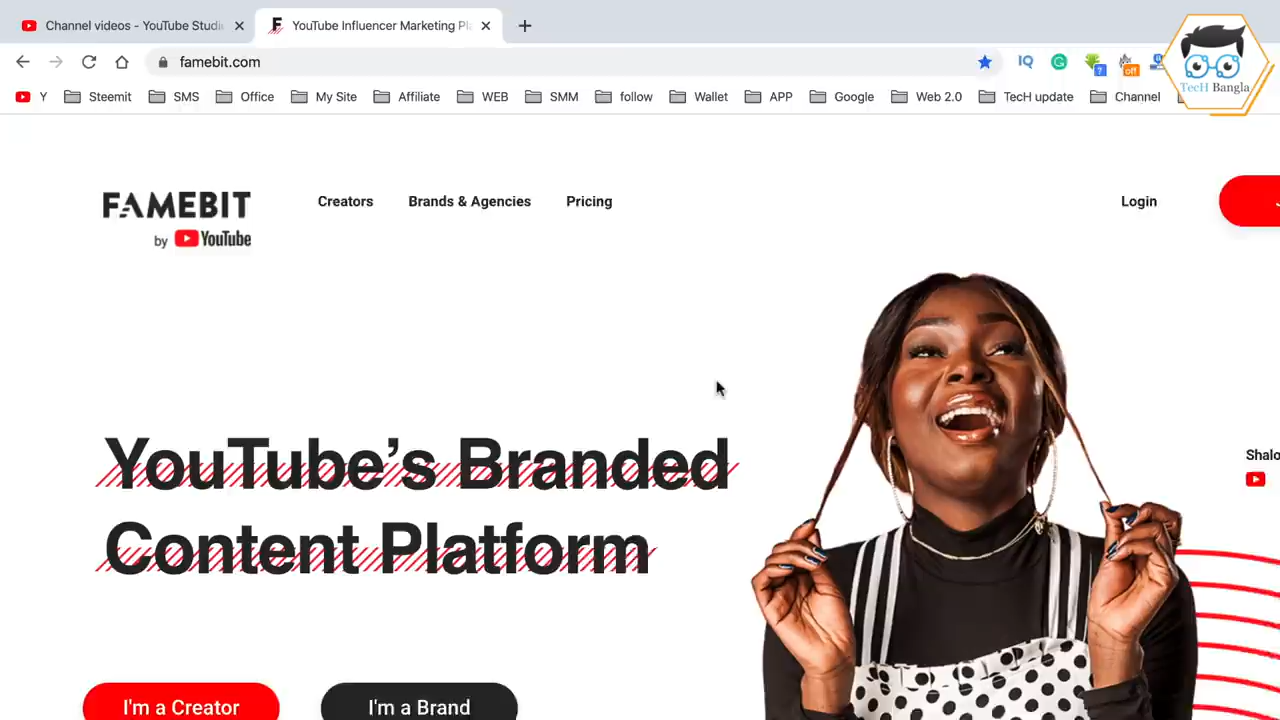 Channel videos - YouTube Studi
YouTube Influencer Marketing Pl
famebit.com
IQ
7
off
Y
Steemit
SMS
Office
My Site
Affiliate
WEB
SMM
follow
Wallet
APP
Google
Web 2.0
TecH update
Channel
TecH Bangla
FAMEBIT
by YouTube
Creators
Brands & Agencies
Pricing
Login
YouTube’s Branded
Content Platform
Shalo
I'm a Creator
I'm a Brand